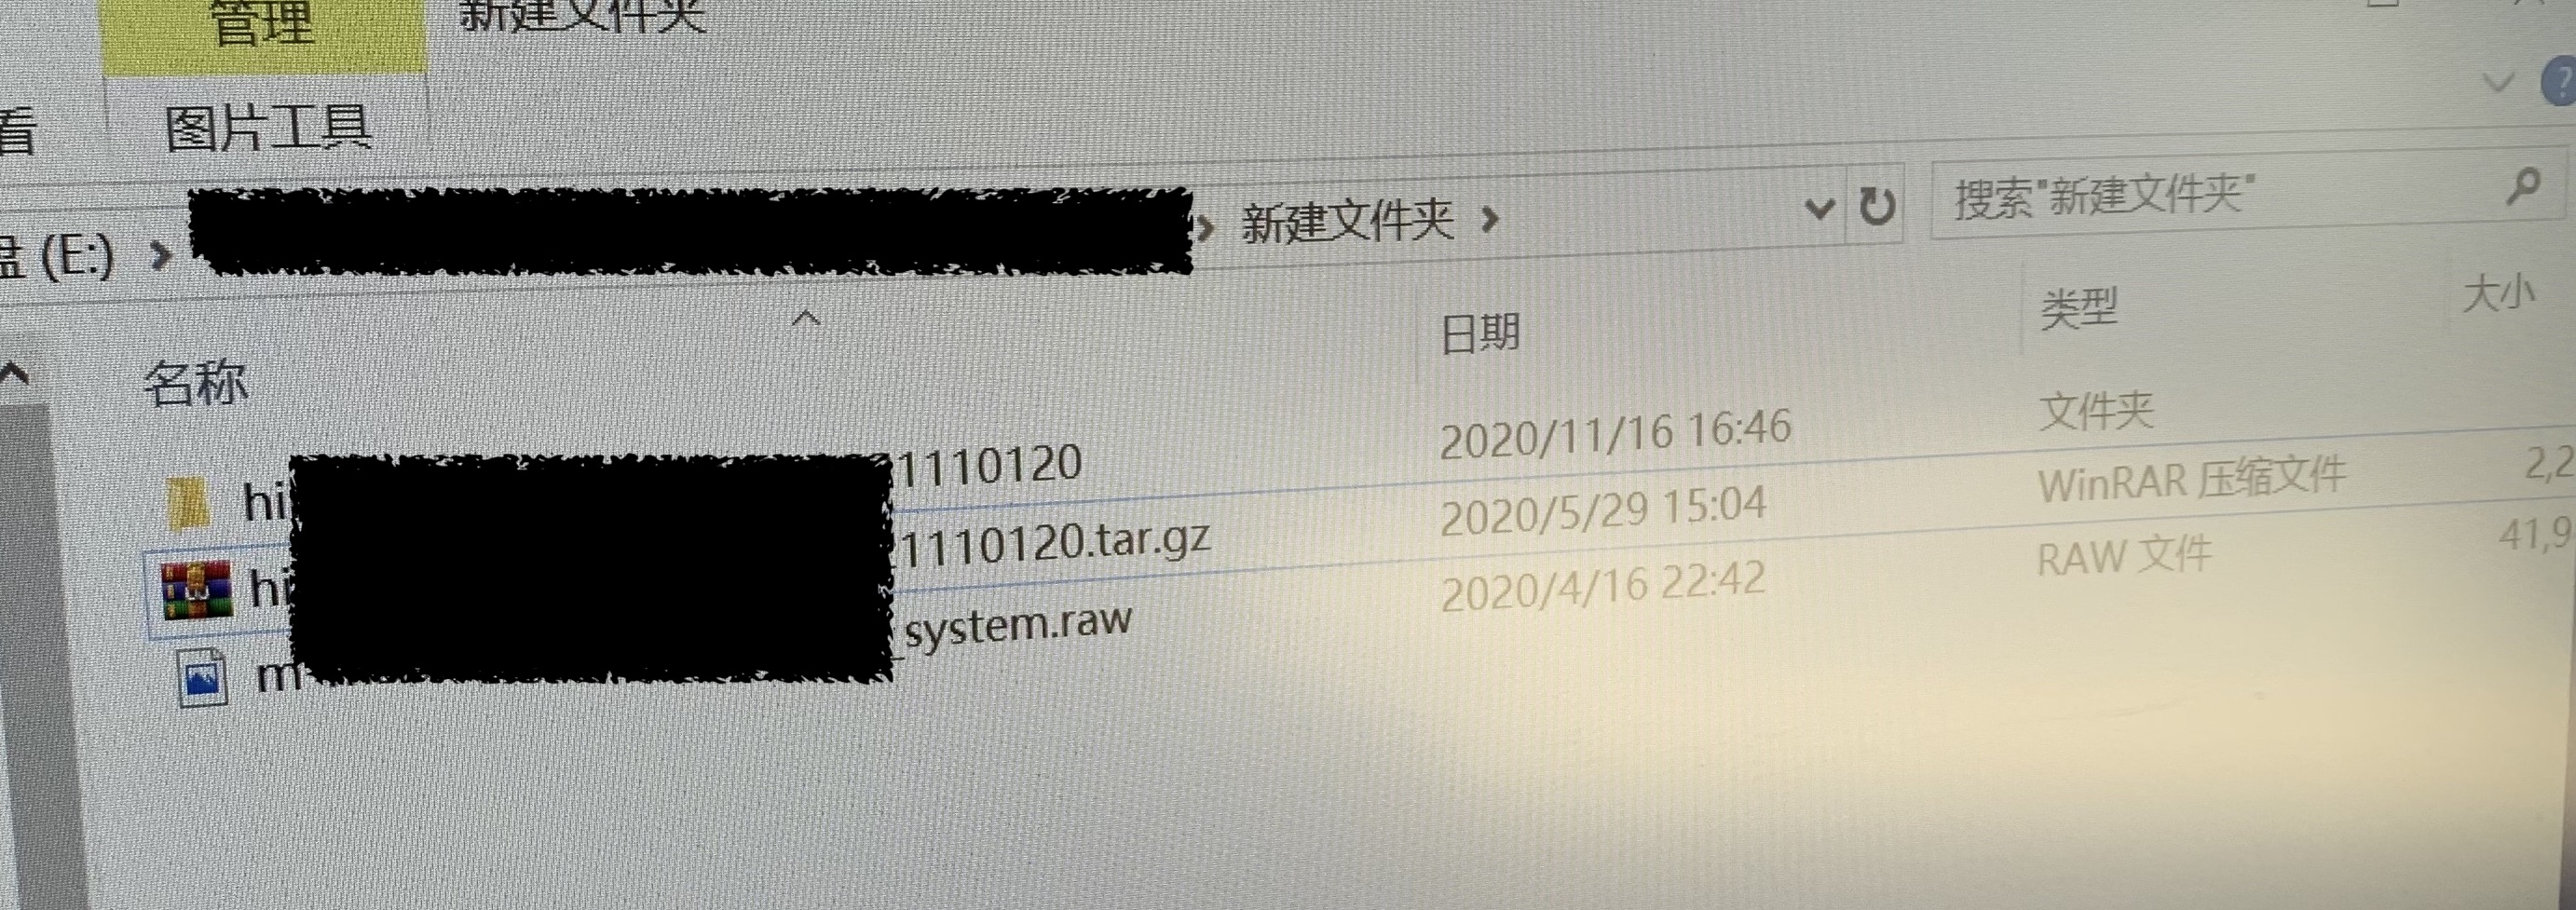 管理
新建文件夹
看
图片工具
盘 (E:) › › 新建文件夹 ›
搜索"新建文件夹"
名称 日期 类型 大小
hi 1110120 2020/11/16 16:46 文件夹
hi 1110120.tar.gz 2020/5/29 15:04 WinRAR 压缩文件 2,2
m _system.raw 2020/4/16 22:42 RAW 文件 41,9